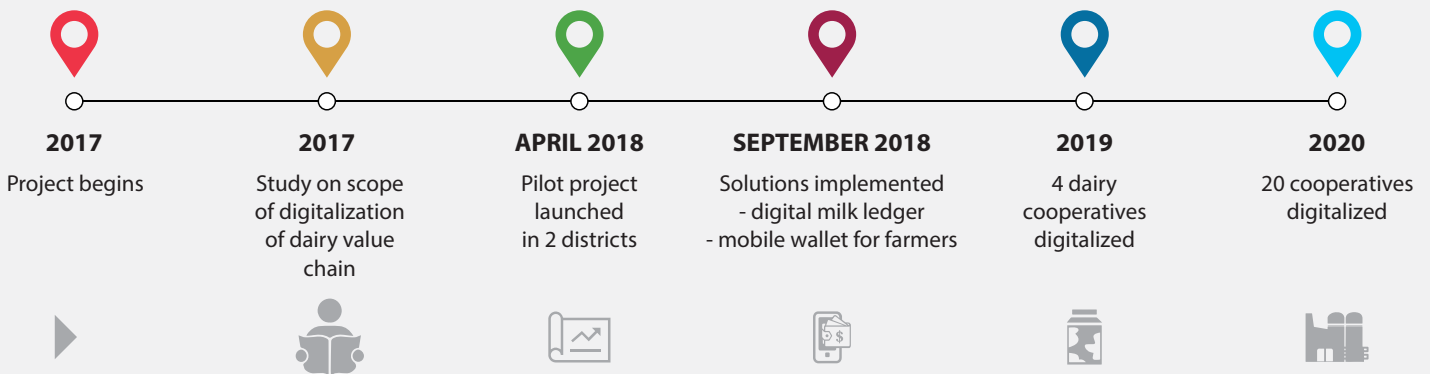 2017
Project begins
2017
Study on scope
of digitalization
of dairy value
chain
APRIL 2018
Pilot project
launched
in 2 districts
SEPTEMBER 2018
Solutions implemented
- digital milk ledger
- mobile wallet for farmers
2019
4 dairy
cooperatives
digitalized
2020
20 cooperatives
digitalized
$